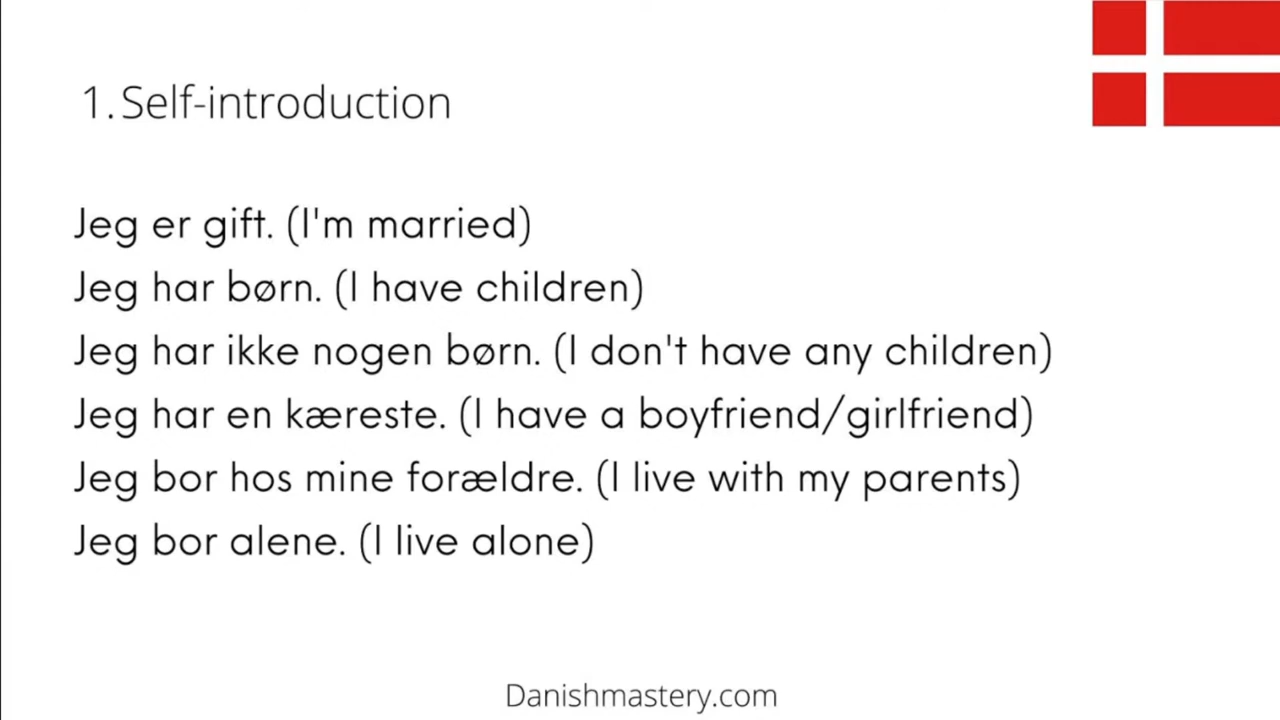 1. Self-introduction
Jeg er gift. (I'm married)
Jeg har børn. (I have children)
Jeg har ikke nogen børn. (I don't have any children)
Jeg har en kæreste. (I have a boyfriend/girlfriend)
Jeg bor hos mine forældre. (I live with my parents)
Jeg bor alene. (I live alone)
Danishmastery.com